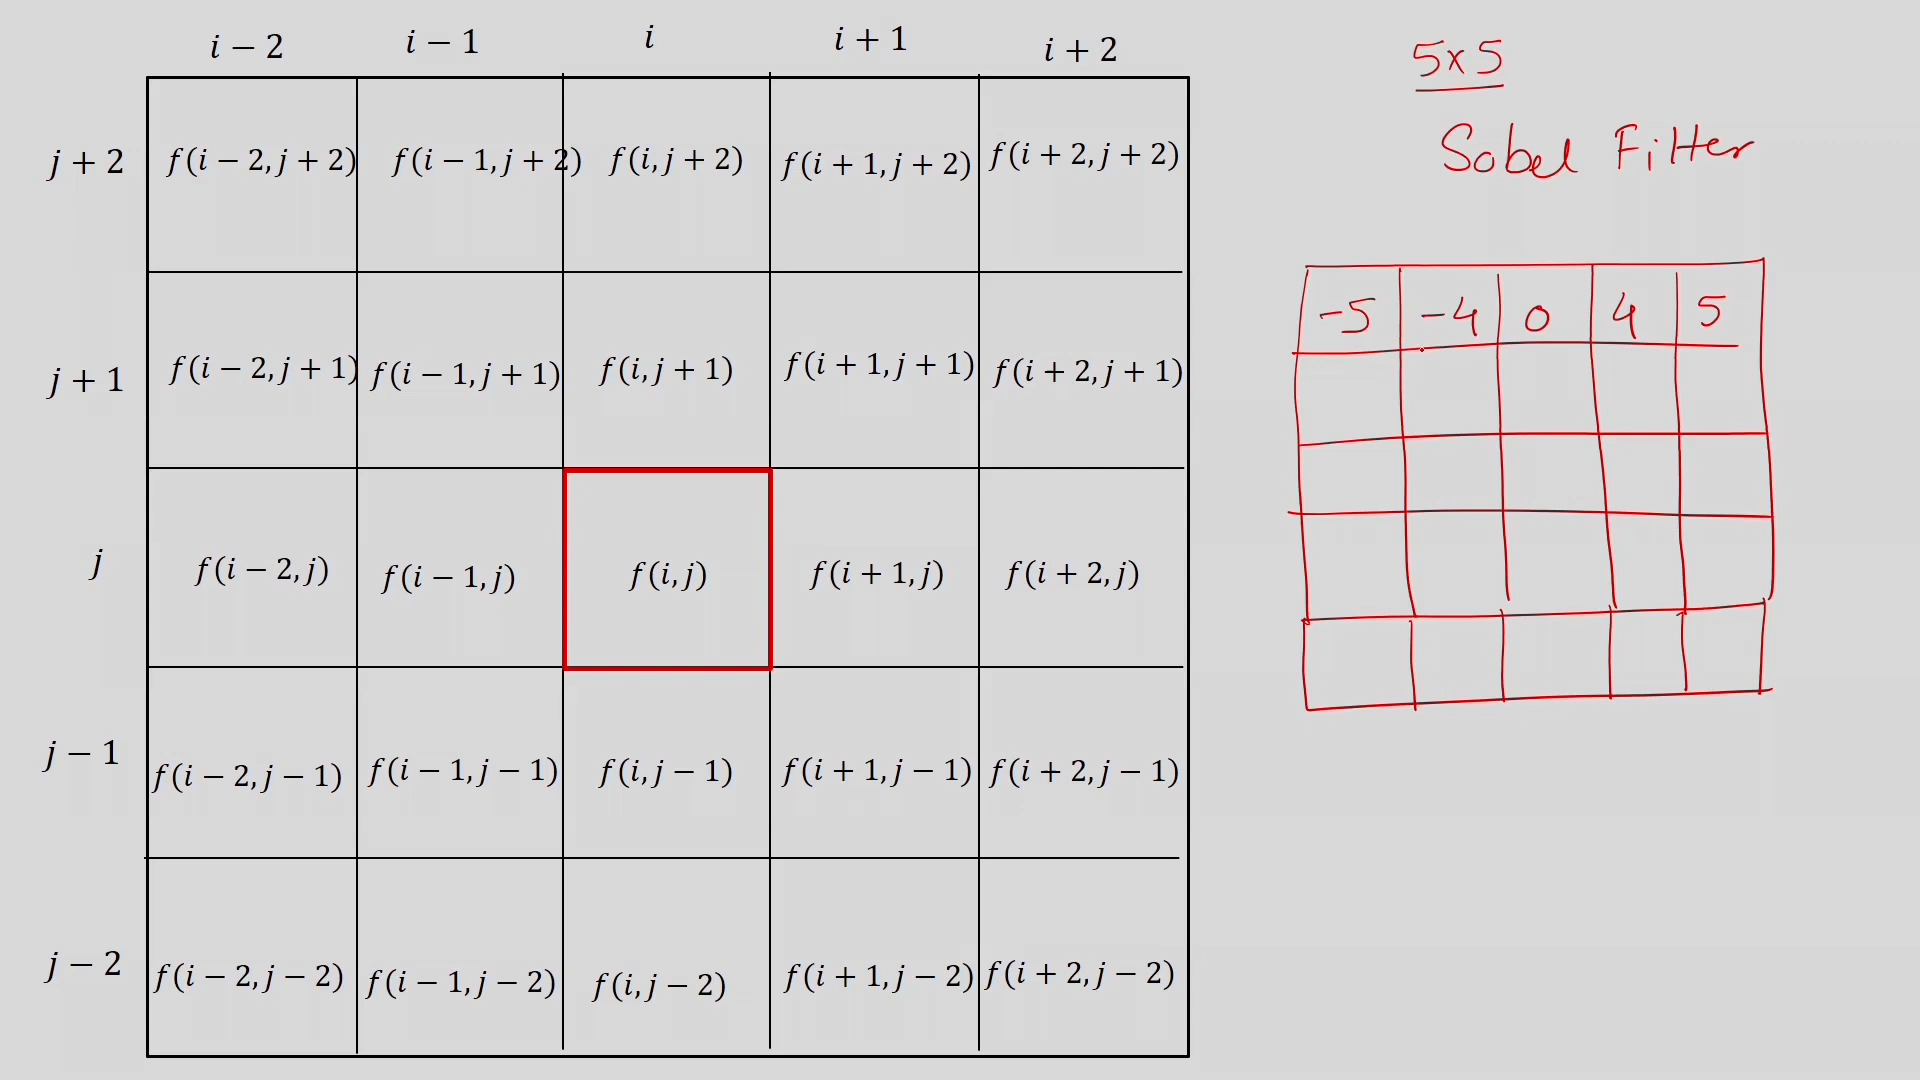 i − 2 i − 1 i i + 1 i + 2
j + 2 f(i − 2, j + 2) f(i − 1, j + 2) f(i, j + 2) f(i + 1, j + 2) f(i + 2, j + 2)
j + 1 f(i − 2, j + 1) f(i − 1, j + 1) f(i, j + 1) f(i + 1, j + 1) f(i + 2, j + 1)
j f(i − 2, j) f(i − 1, j) f(i, j) f(i + 1, j) f(i + 2, j)
j − 1 f(i − 2, j − 1) f(i − 1, j − 1) f(i, j − 1) f(i + 1, j − 1) f(i + 2, j − 1)
j − 2 f(i − 2, j − 2) f(i − 1, j − 2) f(i, j − 2) f(i + 1, j − 2) f(i + 2, j − 2)
5x5
Sobel Filter
-5 -4 0 4 5